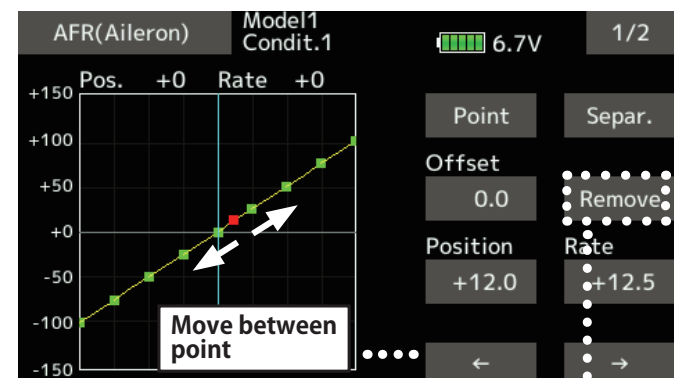 AFR(Aileron)
Model1
Condit.1
6.7V
1/2
Pos. +0 Rate +0
+150
+100
+50
+0
-50
-100
-150
Point
Separ.
Offset
0.0
Remove
Position
Rate
+12.0
+12.5
Move between
point
←
→